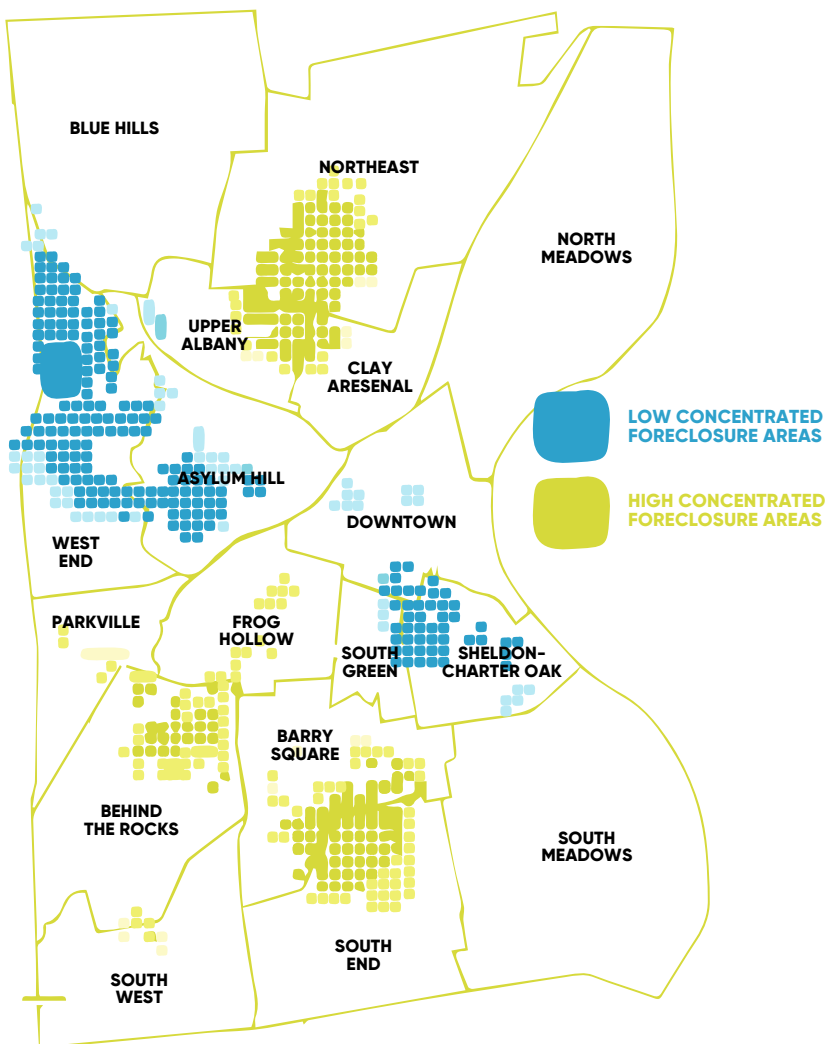 BLUE HILLS
NORTHEAST
NORTH
MEADOWS
UPPER
ALBANY
CLAY
ARESENAL
LOW CONCENTRATED
FORECLOSURE AREAS
ASYLUM HILL
HIGH CONCENTRATED
FORECLOSURE AREAS
DOWNTOWN
WEST
END
PARKVILLE
FROG
HOLLOW
SOUTH
GREEN
SHELDON-
CHARTER OAK
BARRY
SQUARE
BEHIND
THE ROCKS
SOUTH
MEADOWS
SOUTH
END
SOUTH
WEST